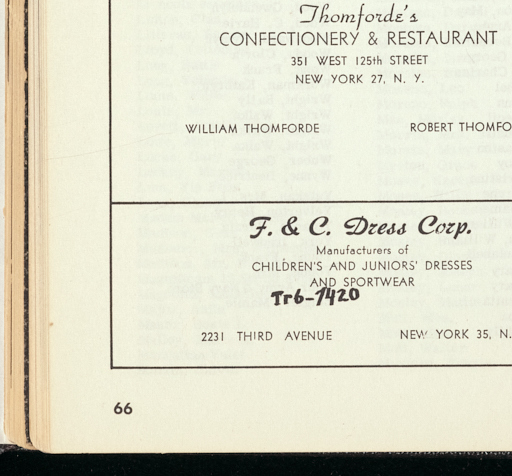 Thomforde's
CONFECTIONERY & RESTAURANT
351 WEST 125th STREET
NEW YORK 27, N. Y.
WILLIAM THOMFORDE ROBERT THOMFO
F. & C. Dress Corp.
Manufacturers of
CHILDREN'S AND JUNIORS' DRESSES
AND SPORTWEAR
Tr6-7420
2231 THIRD AVENUE NEW YORK 35, N.
66